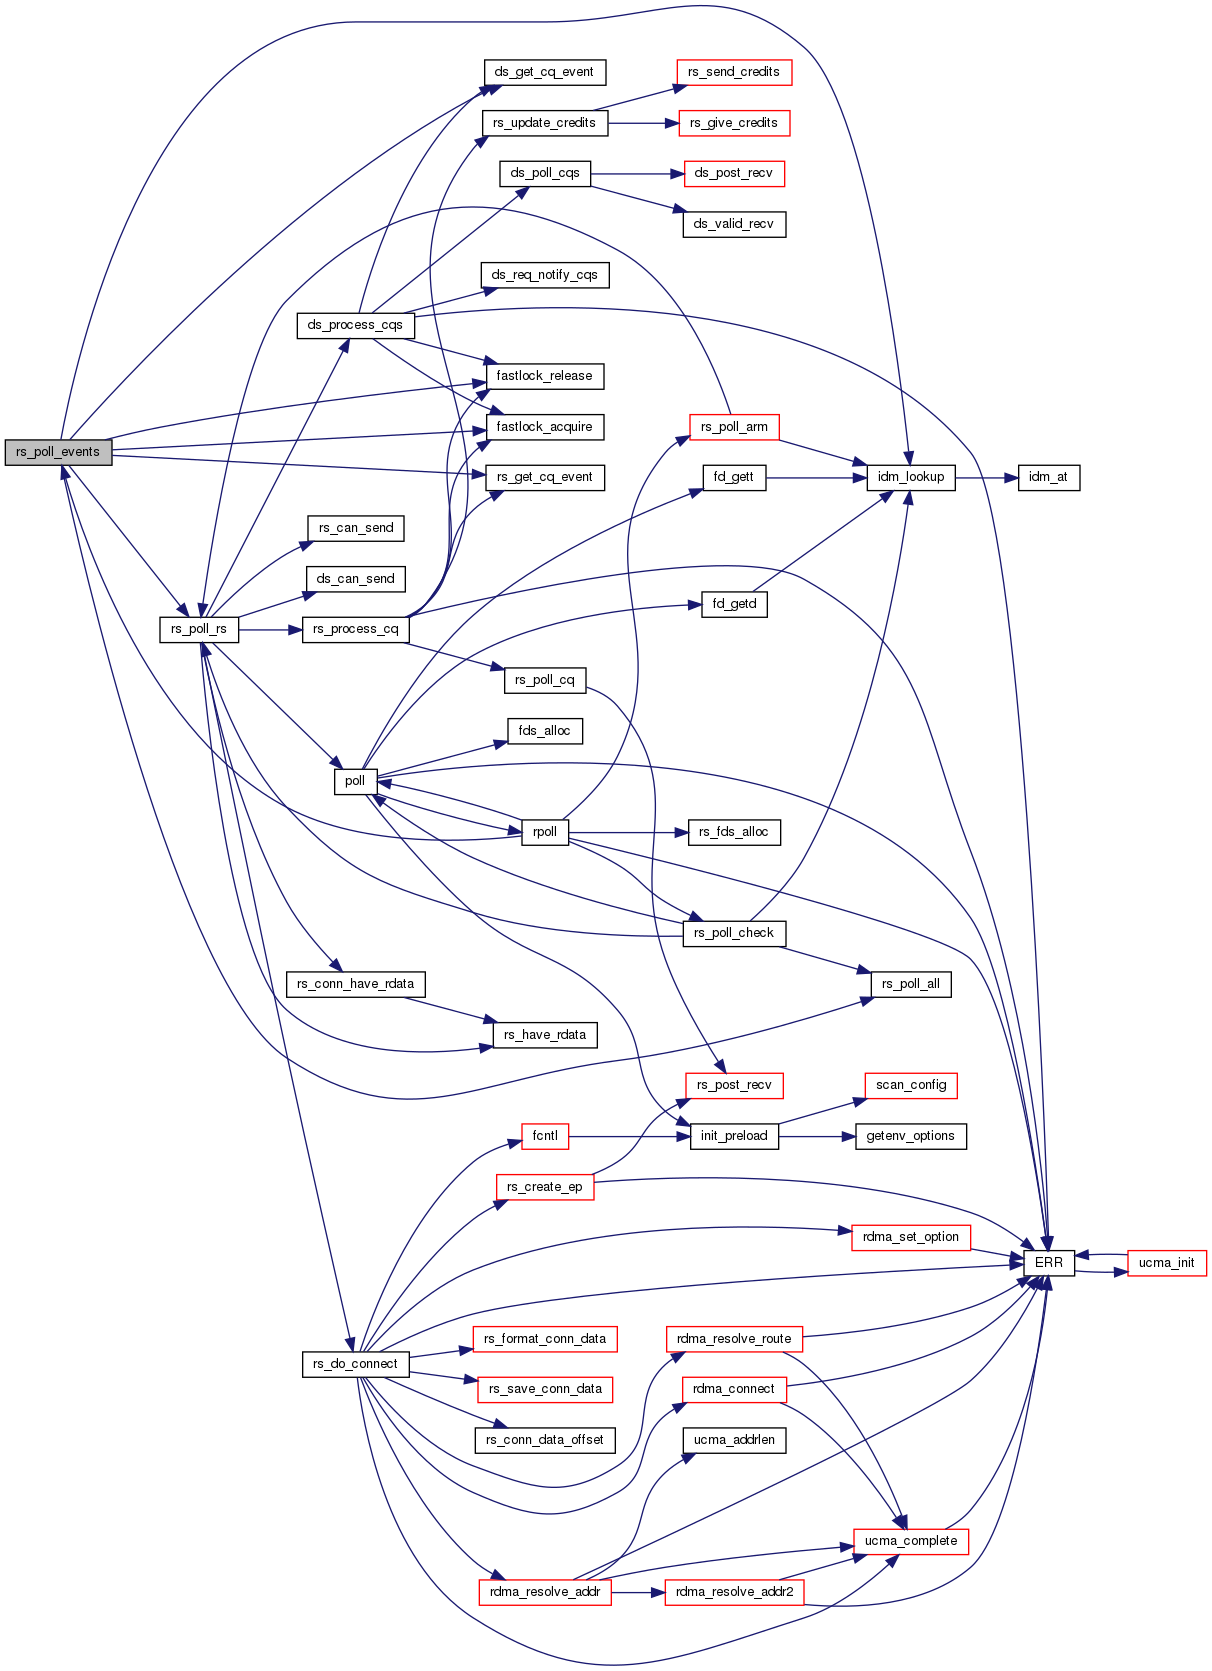 ds_get_cq_event
rs_send_credits
rs_update_credits
rs_give_credits
ds_poll_cqs
ds_post_recv
ds_valid_recv
ds_req_notify_cqs
ds_process_cqs
fastlock_release
fastlock_acquire
rs_poll_arm
rs_poll_events
rs_get_cq_event
fd_gett
idm_lookup
idm_at
rs_can_send
ds_can_send
fd_getd
rs_poll_rs
rs_process_cq
rs_poll_cq
fds_alloc
poll
rpoll
rs_fds_alloc
rs_poll_check
rs_conn_have_rdata
rs_poll_all
rs_have_rdata
rs_post_recv
scan_config
fcntl
init_preload
getenv_options
rs_create_ep
rdma_set_option
ERR
ucma_init
rs_format_conn_data
rdma_resolve_route
rs_do_connect
rs_save_conn_data
rdma_connect
rs_conn_data_offset
ucma_addrlen
ucma_complete
rdma_resolve_addr
rdma_resolve_addr2